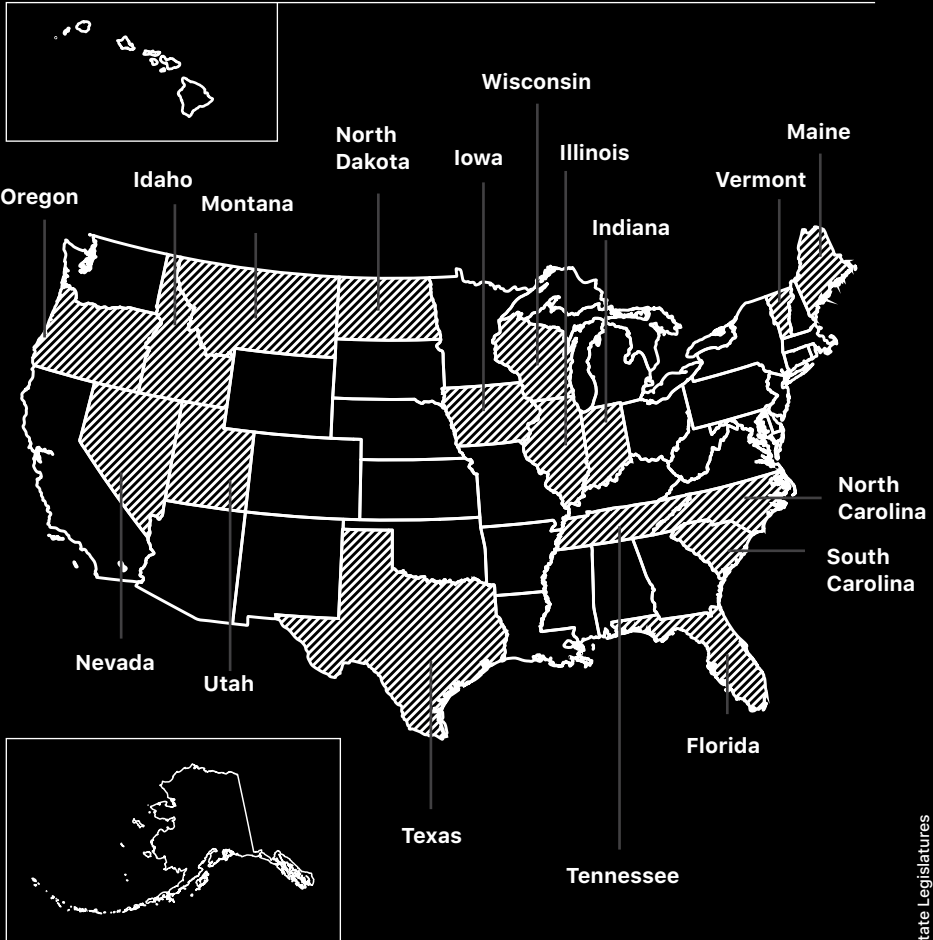 Wisconsin
Maine
North
Dakota
Iowa
Illinois
Vermont
Idaho
Oregon
Montana
Indiana
North
Carolina
South
Carolina
Nevada
Utah
Florida
Texas
Tennessee
Legislatures